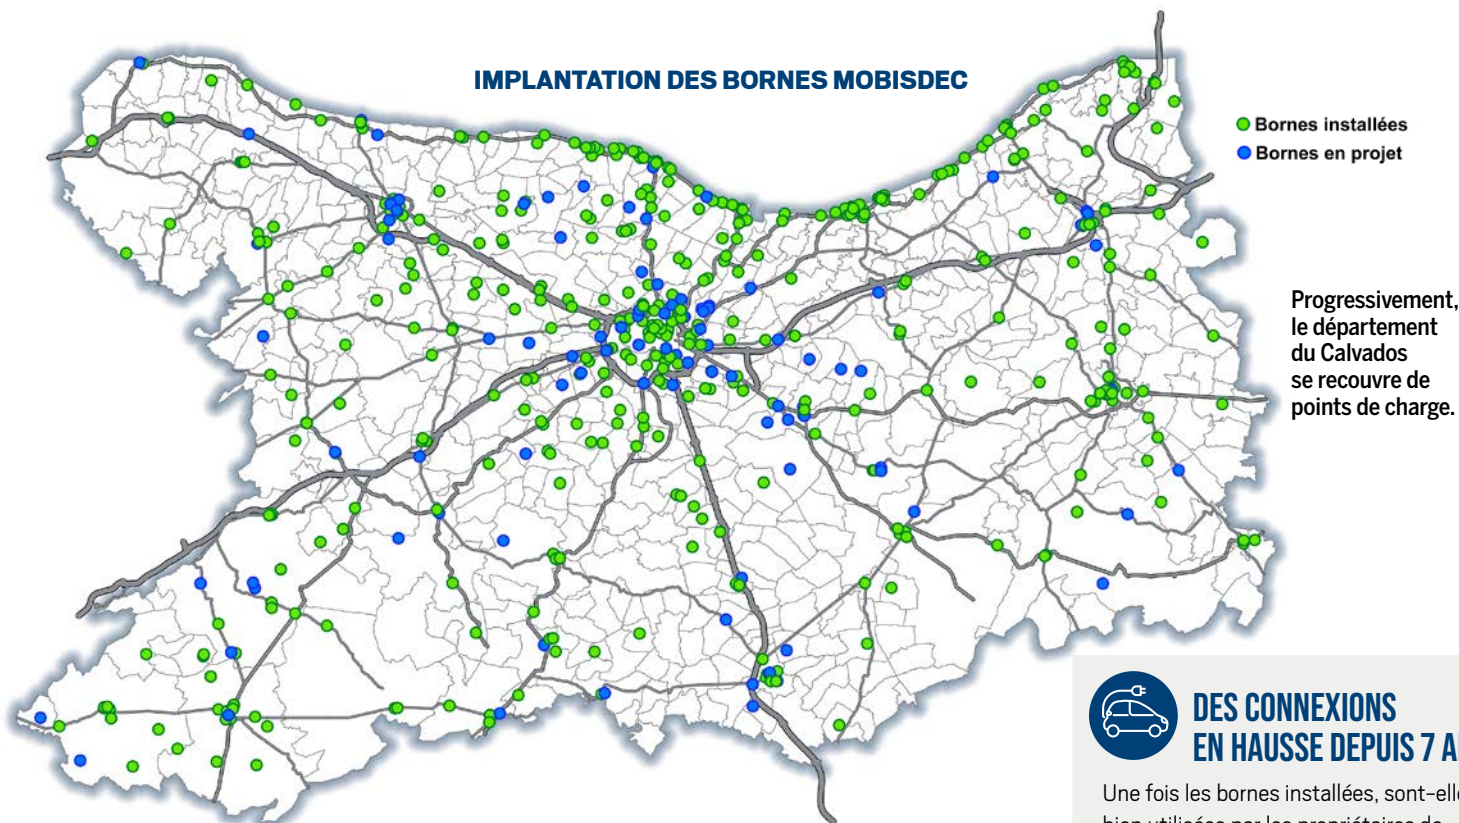 IMPLANTATION DES BORNES MOBISDEC
Bornes installées
Bornes en projet
Progressivement,
le département
du Calvados
se recouvre de
points de charge.
DES CONNEXIONS
EN HAUSSE DEPUIS 7
Une fois les bornes installées,